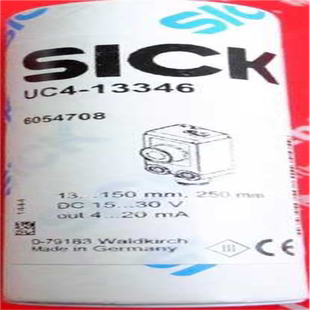 SICK
UC4-13346
6054708
13...150 mm, 250 mm
DC 15...30 V
out 4...20 mA
D-79183 Waldkirch
Made in Germany
CE